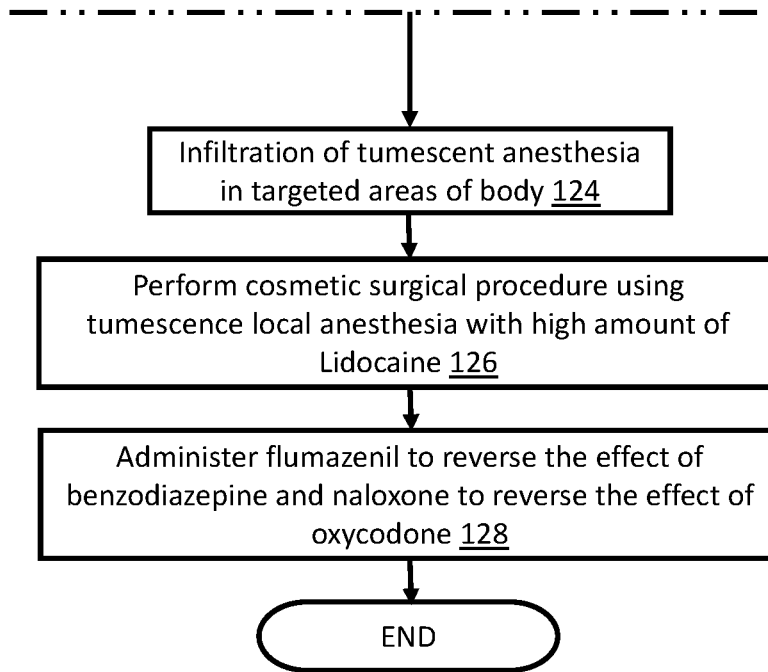 Infiltration of tumescent anesthesia
in targeted areas of body 124
Perform cosmetic surgical procedure using
tumescence local anesthesia with high amount of
Lidocaine 126
Administer flumazenil to reverse the effect of
benzodiazepine and naloxone to reverse the effect of
oxycodone 128
END